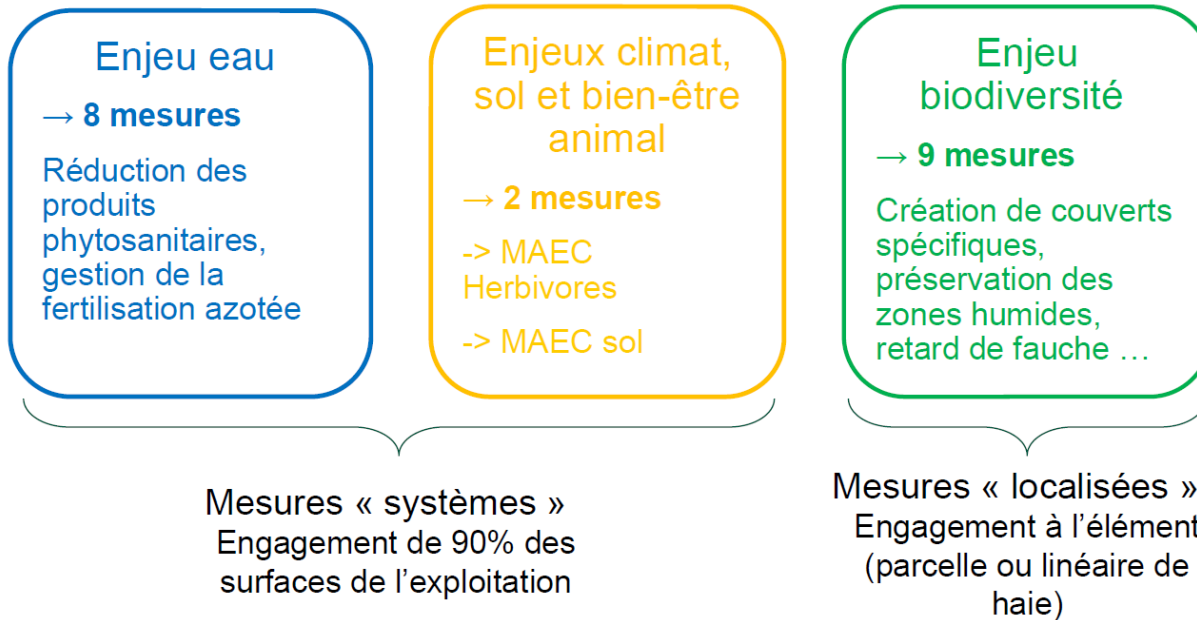 Enjeu eau
→ 8 mesures
Réduction des
produits
phytosanitaires,
gestion de la
fertilisation azotée
Enjeux climat,
sol et bien-être
animal
→ 2 mesures
-> MAEC
Herbivores
-> MAEC sol
Enjeu
biodiversité
→ 9 mesures
Création de couverts
spécifiques,
préservation des
zones humides,
retard de fauche …
Mesures « systèmes »
Engagement de 90% des
surfaces de l’exploitation
Mesures « localisées »
Engagement à l’élément
(parcelle ou linéaire de
haie)